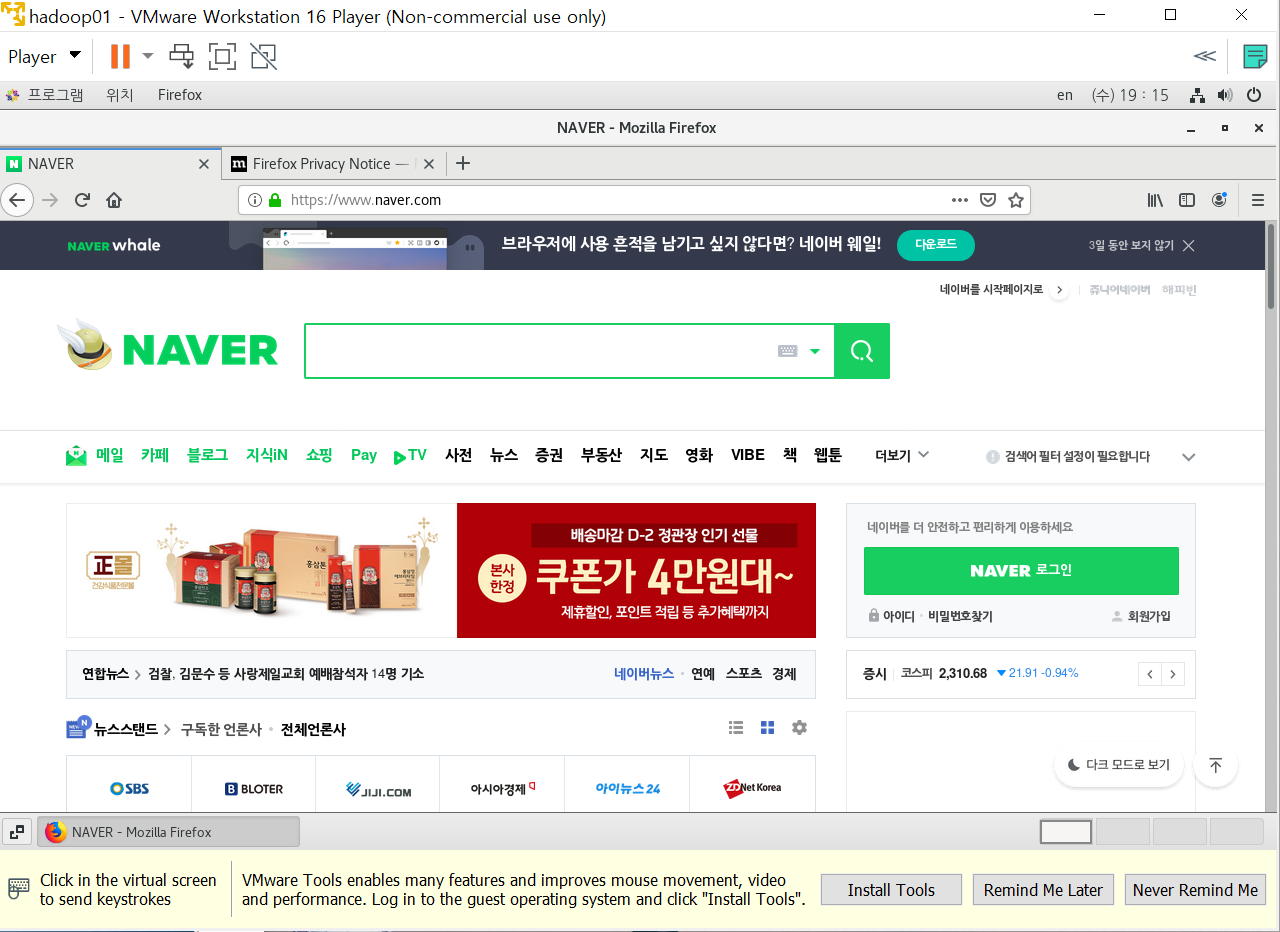 hadoop01 - VMware Workstation 16 Player (Non-commercial use only)
Player
프로그램 위치 Firefox en (수) 19 : 15
NAVER - Mozilla Firefox
NAVER Firefox Privacy Notice —
https://www.naver.com
NAVER whale 브라우저에 사용 흔적을 남기고 싶지 않다면? 네이버 웨일! 다운로드 3일 동안 보지 않기
네이버를 시작페이지로 쥬니어네이버 해피빈
NAVER
메일 카페 블로그 지식iN 쇼핑 Pay TV 사전 뉴스 증권 부동산 지도 영화 VIBE 책 웹툰 더보기 검색어 필터 설정이 필요합니다
正몰
건강식품전문몰
홍삼톤
배송마감 D-2 정관장 인기 선물
본사
한정
쿠폰가 4만원대~
제휴할인, 포인트 적립 등 추가혜택까지
네이버를 더 안전하고 편리하게 이용하세요
NAVER 로그인
아이디 비밀번호찾기 회원가입
연합뉴스 검찰, 김문수 등 사랑제일교회 예배참석자 14명 기소 네이버뉴스 연예 스포츠 경제
증시 코스피 2,310.68 21.91 -0.94%
뉴스스탠드 구독한 언론사 전체언론사
다크 모드로 보기
SBS BLOTER JIJI.COM 아시아경제 아이뉴스24 ZDNet Korea
NAVER - Mozilla Firefox
Click in the virtual screen
to send keystrokes
VMware Tools enables many features and improves mouse movement, video
and performance. Log in to the guest operating system and click "Install Tools".
Install Tools Remind Me Later Never Remind Me